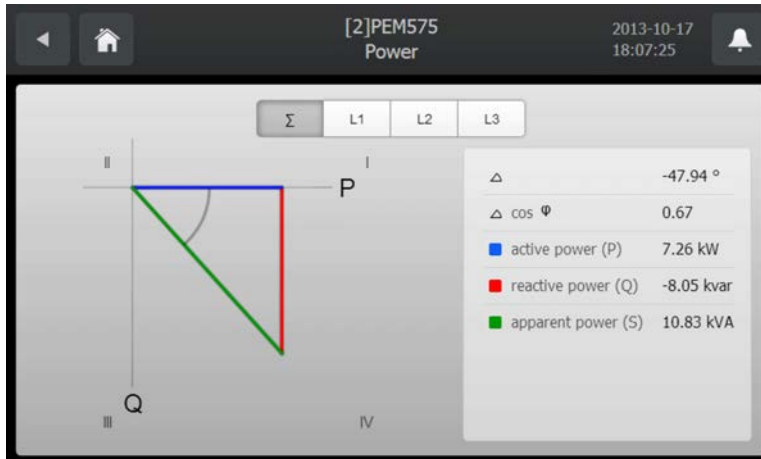 [2]PEM575
Power
2013-10-17
18:07:25
Σ L1 L2 L3
II I
P
Q
III IV
-47.94 °
cos φ 0.67
active power (P) 7.26 kW
reactive power (Q) -8.05 kvar
apparent power (S) 10.83 kVA